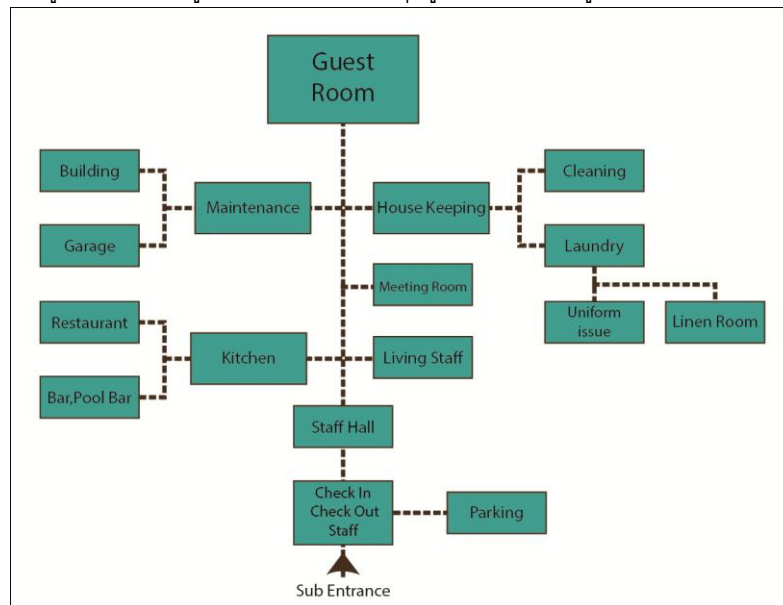 Guest
Room
Building
Cleaning
Maintenance
House Keeping
Garage
Laundry
Meeting Room
Restaurant
Uniform
issue
Linen Room
Kitchen
Living Staff
Bar,Pool Bar
Staff Hall
Check In
Check Out
Staff
Parking
Sub Entrance